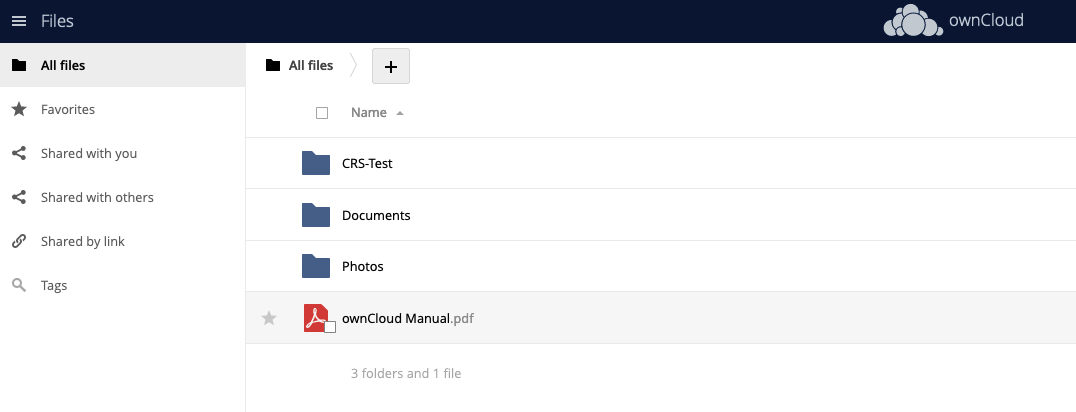 Files
ownCloud
All files
Favorites
Shared with you
Shared with others
Shared by link
Tags
All files
+
Name
CRS-Test
Documents
Photos
ownCloud Manual.pdf
3 folders and 1 file